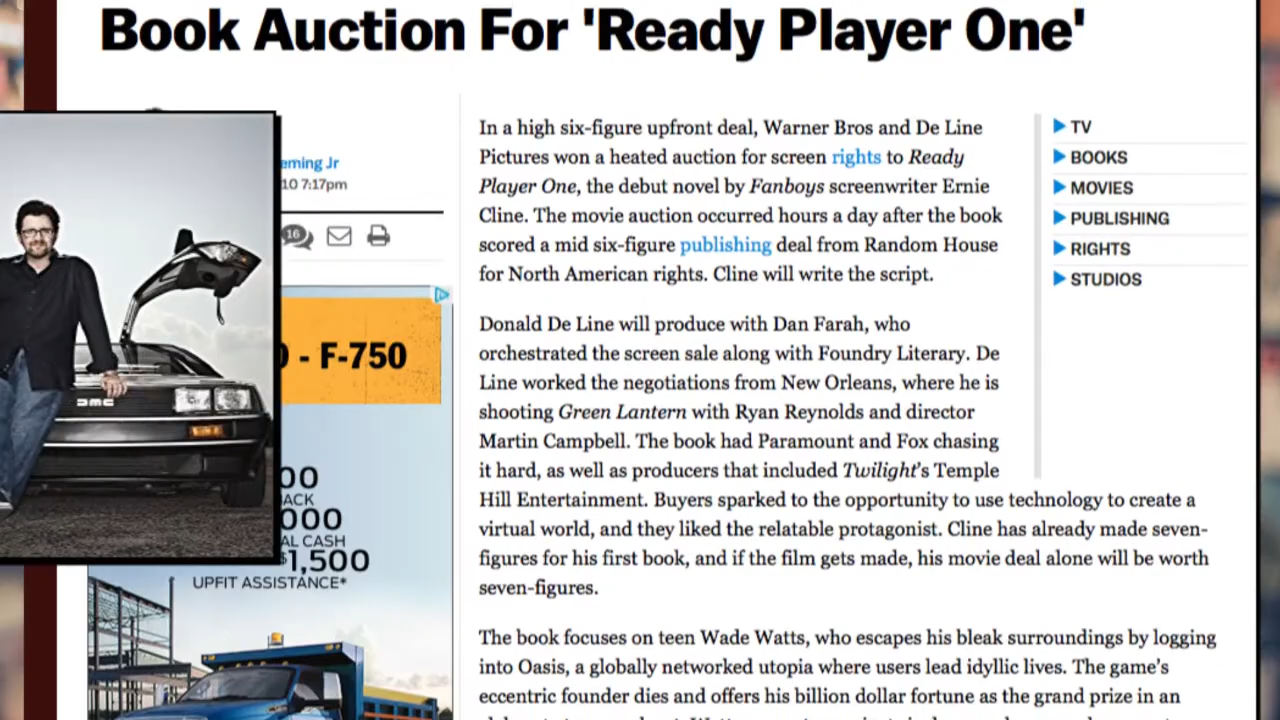 Book Auction For 'Ready Player One'
eming Jr
10 7:17pm
16
In a high six-figure upfront deal, Warner Bros and De Line
Pictures won a heated auction for screen rights to Ready
Player One, the debut novel by Fanboys screenwriter Ernie
Cline. The movie auction occurred hours a day after the book
scored a mid six-figure publishing deal from Random House
for North American rights. Cline will write the script.
Donald De Line will produce with Dan Farah, who
orchestrated the screen sale along with Foundry Literary. De
Line worked the negotiations from New Orleans, where he is
shooting Green Lantern with Ryan Reynolds and director
Martin Campbell. The book had Paramount and Fox chasing
it hard, as well as producers that included Twilight's Temple
Hill Entertainment. Buyers sparked to the opportunity to use technology to create a
virtual world, and they liked the relatable protagonist. Cline has already made seven-
figures for his first book, and if the film gets made, his movie deal alone will be worth
seven-figures.
The book focuses on teen Wade Watts, who escapes his bleak surroundings by logging
into Oasis, a globally networked utopia where users lead idyllic lives. The game's
eccentric founder dies and offers his billion dollar fortune as the grand prize in an
TV
BOOKS
MOVIES
PUBLISHING
RIGHTS
STUDIOS
DMC
- F-750
00
ACK
000
AL CASH
1,500
UPFIT ASSISTANCE*